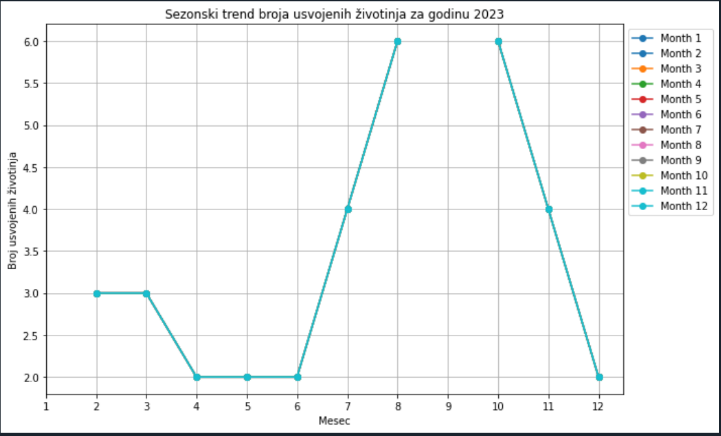 Sezonski trend broja usvojenih životinja za godinu 2023
Broj usvojenih životinja
6.0
5.5
5.0
4.5
4.0
3.5
3.0
2.5
2.0
1 2 3 4 5 6 7 8 9 10 11 12
Mesec
Month 1
Month 2
Month 3
Month 4
Month 5
Month 6
Month 7
Month 8
Month 9
Month 10
Month 11
Month 12